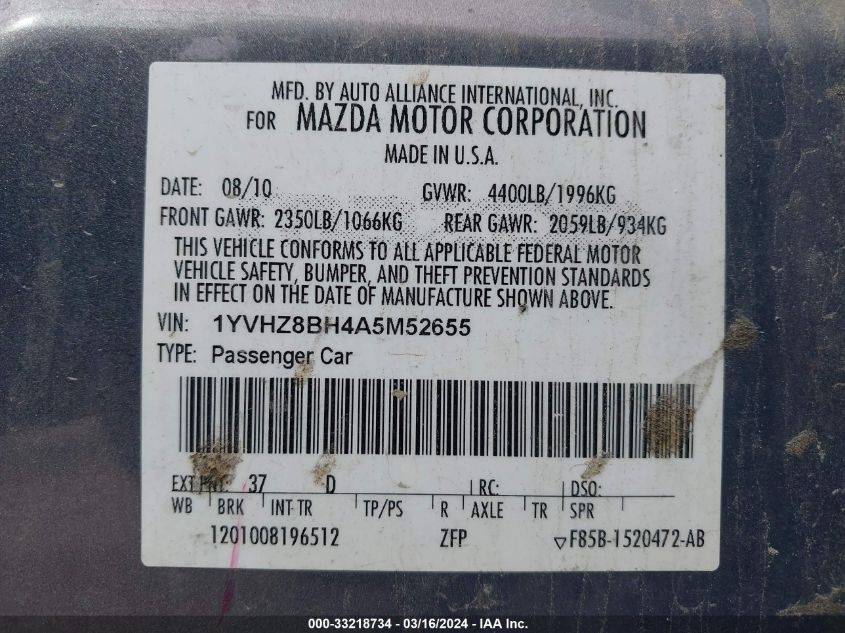 MFD. BY AUTO ALLIANCE INTERNATIONAL, INC.
FOR MAZDA MOTOR CORPORATION
MADE IN U.S.A.
DATE: 08/10 GVWR: 4400LB/1996KG
FRONT GAWR: 2350LB/1066KG REAR GAWR: 2059LB/934KG
THIS VEHICLE CONFORMS TO ALL APPLICABLE FEDERAL MOTOR
VEHICLE SAFETY, BUMPER, AND THEFT PREVENTION STANDARDS
IN EFFECT ON THE DATE OF MANUFACTURE SHOWN ABOVE.
VIN: 1YVHZ8BH4A5M52655
TYPE: Passenger Car
EXT PNT: 37 D RC: DSO:
WB BRK INT TR TP/PS R AXLE TR SPR
1201008196512 ZFP ▽F85B-1520472-AB
000-33218734 — 03/16/2024 — IAA Inc.